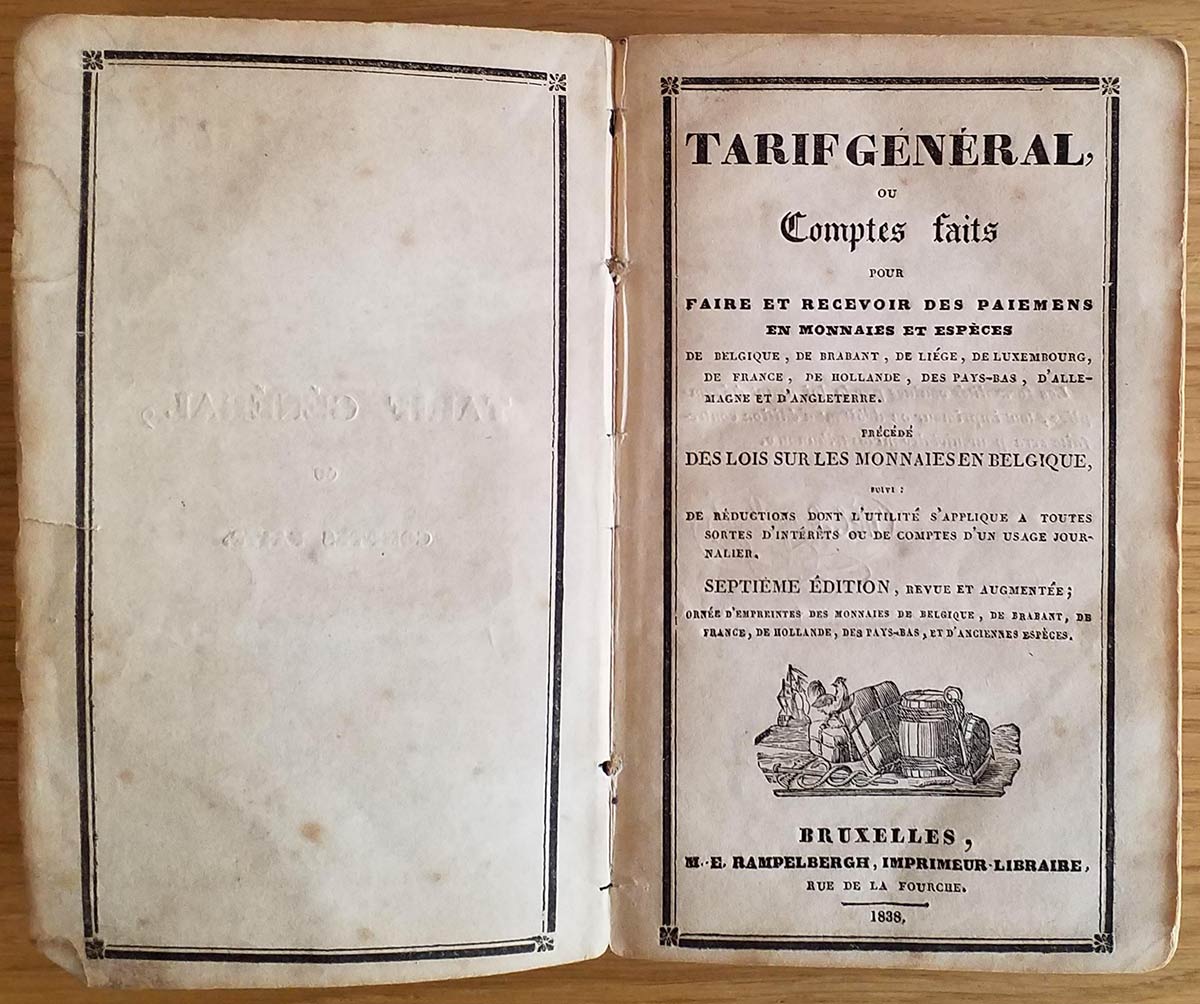 TARIF GÉNÉRAL,
OU
Comptes faits
POUR
FAIRE ET RECEVOIR DES PAIEMENS
EN MONNAIES ET ESPÈCES
DE BELGIQUE, DE BRABANT, DE LIÉGE, DE LUXEMBOURG,
DE FRANCE, DE HOLLANDE, DES PAYS-BAS, D'ALLE-
MAGNE ET D'ANGLETERRE.
PRÉCÉDÉ
DES LOIS SUR LES MONNAIES EN BELGIQUE,
SUIVI :
DE RÉDUCTIONS DONT L'UTILITÉ S'APPLIQUE A TOUTES
SORTES D'INTÉRÊTS OU DE COMPTES D'UN USAGE JOUR-
NALIER.
SEPTIÈME ÉDITION, REVUE ET AUGMENTÉE;
ORNÉE D'EMPREINTES DES MONNAIES DE BELGIQUE, DE BRABANT, DE
FRANCE, DE HOLLANDE, DES PAYS-BAS, ET D'ANCIENNES ESPÈCES.
BRUXELLES,
M.-E. RAMPELBERGH, IMPRIMEUR-LIBRAIRE,
RUE DE LA FOURCHE.
1838.